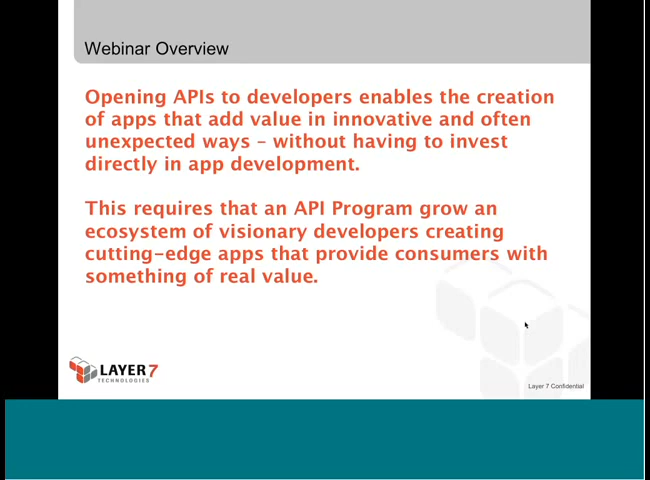 Webinar Overview
Opening APIs to developers enables the creation
of apps that add value in innovative and often
unexpected ways – without having to invest
directly in app development.
This requires that an API Program grow an
ecosystem of visionary developers creating
cutting-edge apps that provide consumers with
something of real value.
LAYER 7
TECHNOLOGIES
Layer 7 Confidential